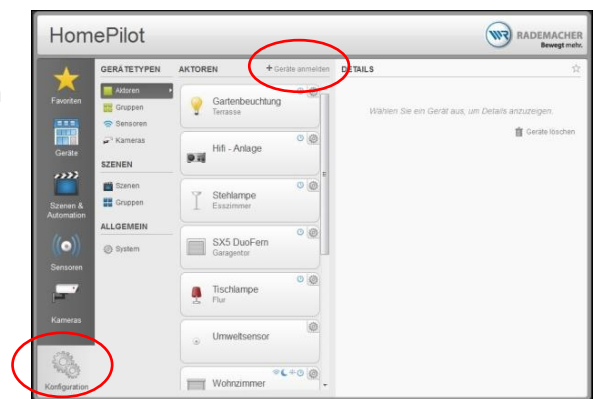 HomePilot
WR RADEMACHER
Bewegt mehr.
Favoriten
Geräte
Szenen &
Automation
Sensoren
Kameras
Konfiguration
GERÄTETYPEN
Aktoren
Gruppen
Sensoren
Kameras
SZENEN
Szenen
Gruppen
ALLGEMEIN
System
AKTOREN
+ Geräte anmelden
Gartenbeuchtung
Terrasse
Hifi - Anlage
Stehlampe
Esszimmer
SX5 DuoFern
Garagentor
Tischlampe
Flur
Umweltsensor
Wohnzimmer
DETAILS
Wählen Sie ein Gerät aus, um Details anzuzeigen.
Geräte löschen